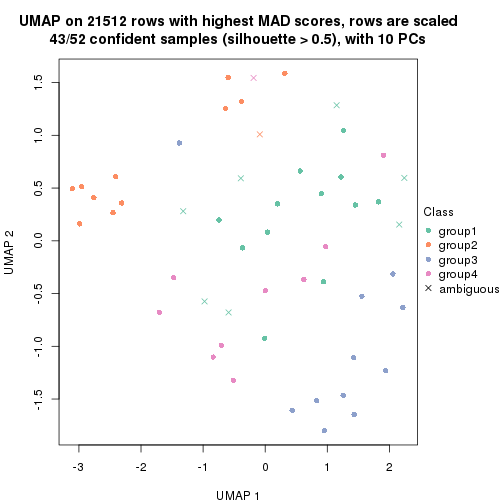 UMAP on 21512 rows with highest MAD scores, rows are scaled
43/52 confident samples (silhouette > 0.5), with 10 PCs
UMAP 2
1.5
1.0
0.5
0.0
-0.5
-1.0
-1.5
-3
-2
-1
0
1
2
UMAP 1
Class
group1
group2
group3
group4
ambiguous